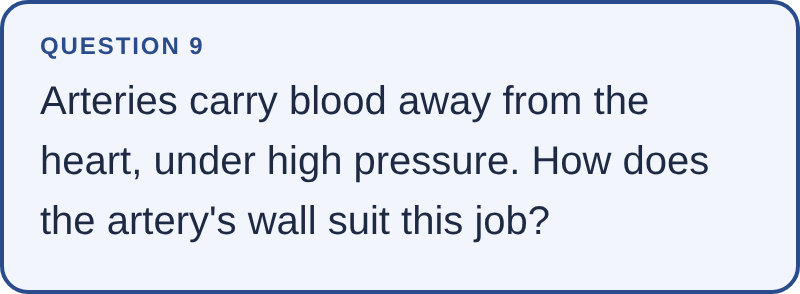 QUESTION 9
Arteries carry blood away from the
heart, under high pressure. How does
the artery's wall suit this job?